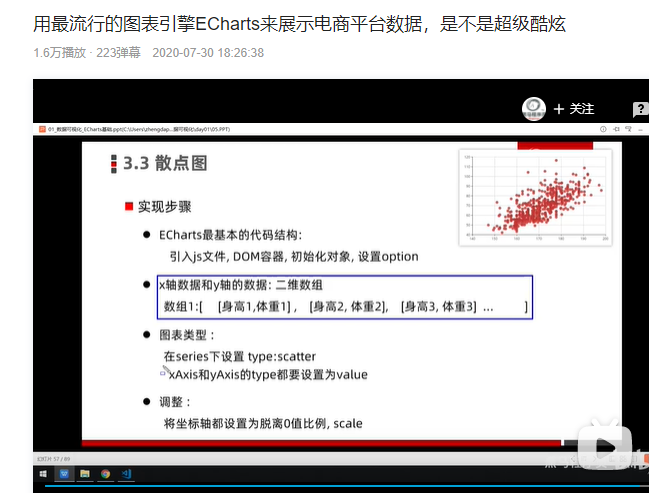 用最流行的图表引擎ECharts来展示电商平台数据，是不是超级酷炫
1.6万播放 · 223弹幕 2020-07-30 18:26:38
+ 关注
3.3 散点图
实现步骤
ECharts最基本的代码结构:
引入js文件, DOM容器, 初始化对象, 设置option
x轴数据和y轴的数据: 二维数组
数组1:[ [身高1,体重1] , [身高2, 体重2], [身高3, 体重3] ... ]
图表类型 :
在series下设置 type:scatter
xAxis和yAxis的type都要设置为value
调整 :
将坐标轴都设置为脱离0值比例, scale